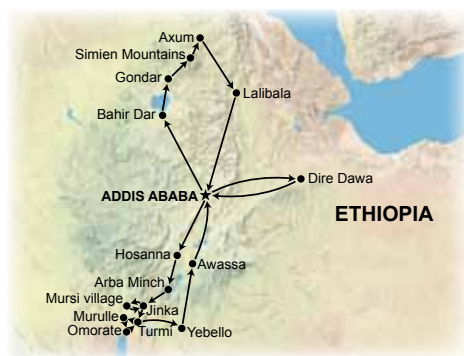 Axum
Simien Mountains
Gondar
Lalibala
Bahir Dar
Dire Dawa
ADDIS ABABA
ETHIOPIA
Hosanna
Awassa
Arba Minch
Mursi village
Jinka
Murulle
Omorate
Turmi
Yebello